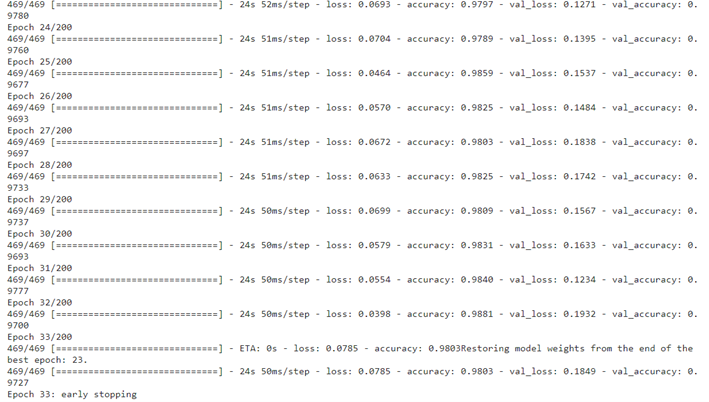 469/469 [==============================] - 24s 52ms/step - loss: 0.0693 - accuracy: 0.9797 - val_loss: 0.1271 - val_accuracy: 0.
9780
Epoch 24/200
469/469 [==============================] - 24s 51ms/step - loss: 0.0704 - accuracy: 0.9789 - val_loss: 0.1395 - val_accuracy: 0.
9760
Epoch 25/200
469/469 [==============================] - 24s 51ms/step - loss: 0.0464 - accuracy: 0.9859 - val_loss: 0.1537 - val_accuracy: 0.
9677
Epoch 26/200
469/469 [==============================] - 24s 51ms/step - loss: 0.0570 - accuracy: 0.9825 - val_loss: 0.1484 - val_accuracy: 0.
9693
Epoch 27/200
469/469 [==============================] - 24s 51ms/step - loss: 0.0672 - accuracy: 0.9803 - val_loss: 0.1838 - val_accuracy: 0.
9697
Epoch 28/200
469/469 [==============================] - 24s 51ms/step - loss: 0.0633 - accuracy: 0.9825 - val_loss: 0.1742 - val_accuracy: 0.
9733
Epoch 29/200
469/469 [==============================] - 24s 50ms/step - loss: 0.0699 - accuracy: 0.9809 - val_loss: 0.1567 - val_accuracy: 0.
9737
Epoch 30/200
469/469 [==============================] - 24s 50ms/step - loss: 0.0579 - accuracy: 0.9831 - val_loss: 0.1633 - val_accuracy: 0.
9693
Epoch 31/200
469/469 [==============================] - 24s 50ms/step - loss: 0.0554 - accuracy: 0.9840 - val_loss: 0.1234 - val_accuracy: 0.
9777
Epoch 32/200
469/469 [==============================] - 24s 50ms/step - loss: 0.0398 - accuracy: 0.9881 - val_loss: 0.1932 - val_accuracy: 0.
9700
Epoch 33/200
469/469 [==============================] - ETA: 0s - loss: 0.0785 - accuracy: 0.9803Restoring model weights from the end of the
best epoch: 23.
469/469 [==============================] - 24s 50ms/step - loss: 0.0785 - accuracy: 0.9803 - val_loss: 0.1849 - val_accuracy: 0.
9727
Epoch 33: early stopping